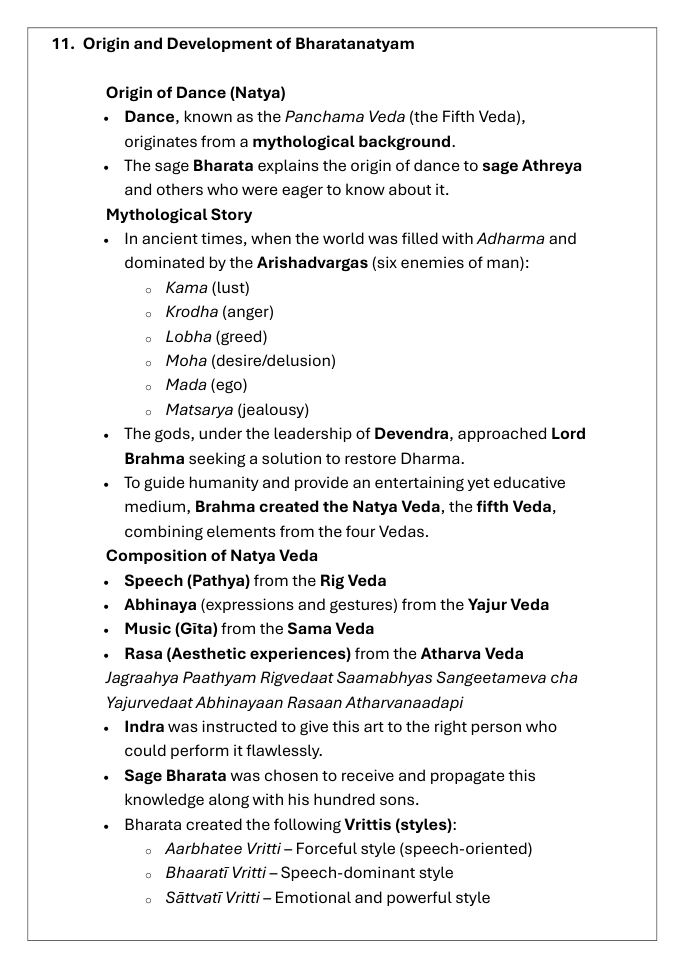 11. Origin and Development of Bharatanatyam
Origin of Dance (Natya)
• Dance, known as the Panchama Veda (the Fifth Veda),
originates from a mythological background.
• The sage Bharata explains the origin of dance to sage Athreya
and others who were eager to know about it.
Mythological Story
• In ancient times, when the world was filled with Adharma and
dominated by the Arishadvargas (six enemies of man):
○ Kama (lust)
○ Krodha (anger)
○ Lobha (greed)
○ Moha (desire/delusion)
○ Mada (ego)
○ Matsarya (jealousy)
• The gods, under the leadership of Devendra, approached Lord
Brahma seeking a solution to restore Dharma.
• To guide humanity and provide an entertaining yet educative
medium, Brahma created the Natya Veda, the fifth Veda,
combining elements from the four Vedas.
Composition of Natya Veda
• Speech (Pathya) from the Rig Veda
• Abhinaya (expressions and gestures) from the Yajur Veda
• Music (Gīta) from the Sama Veda
• Rasa (Aesthetic experiences) from the Atharva Veda
Jagraahya Paathyam Rigvedaat Saamabhyas Sangeetameva cha
Yajurvedaat Abhinayaan Rasaan Atharvanaadapi
• Indra was instructed to give this art to the right person who
could perform it flawlessly.
• Sage Bharata was chosen to receive and propagate this
knowledge along with his hundred sons.
• Bharata created the following Vrittis (styles):
○ Aarbhatee Vritti – Forceful style (speech-oriented)
○ Bhaaratī Vritti – Speech-dominant style
○ Sāttvatī Vritti – Emotional and powerful style